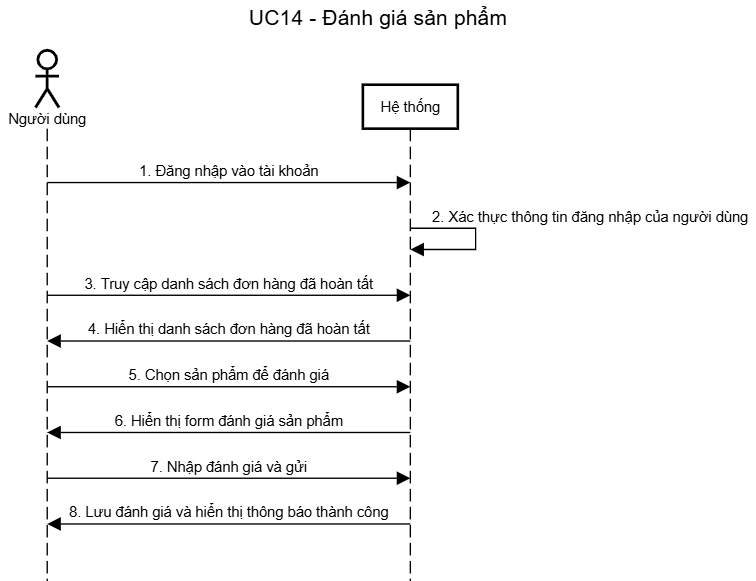 UC14 - Đánh giá sản phẩm
Người dùng
Hệ thống
1. Đăng nhập vào tài khoản
2. Xác thực thông tin đăng nhập của người dùng
3. Truy cập danh sách đơn hàng đã hoàn tất
4. Hiển thị danh sách đơn hàng đã hoàn tất
5. Chọn sản phẩm để đánh giá
6. Hiển thị form đánh giá sản phẩm
7. Nhập đánh giá và gửi
8. Lưu đánh giá và hiển thị thông báo thành công